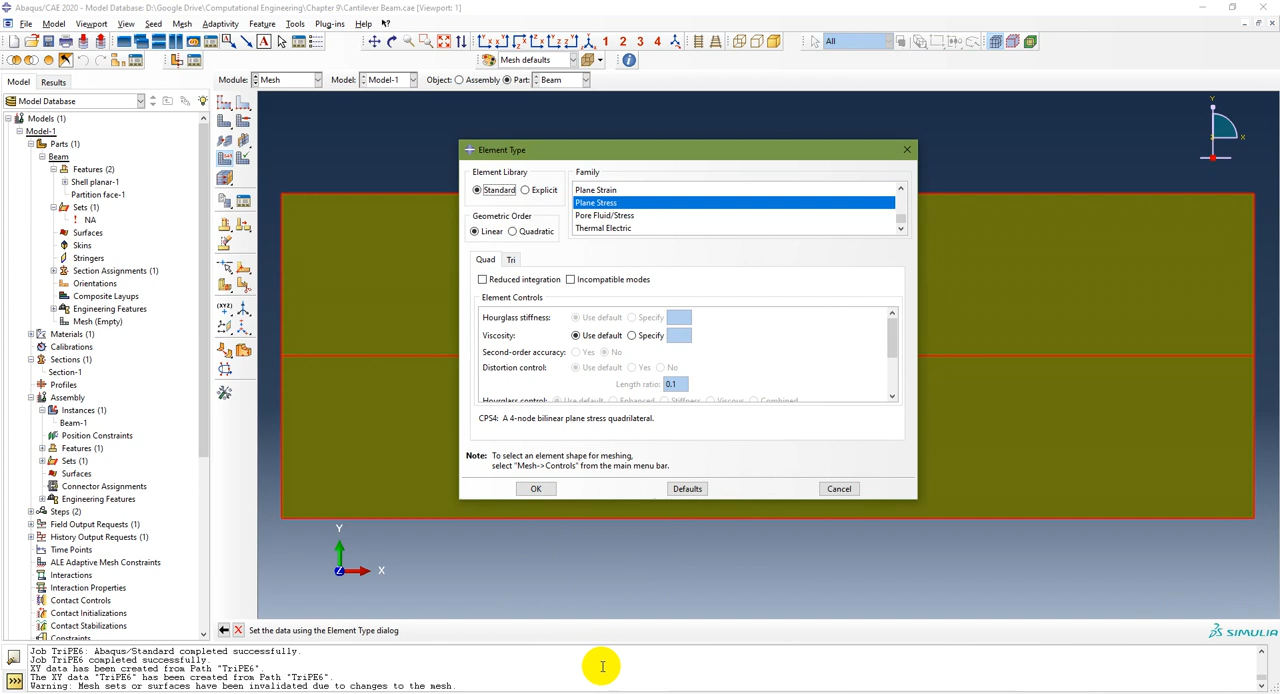 Abaqus/CAE 2020 - Model Database: D:\Google Drive\Computational Engineering\Chapter 9\Cantilever Beam.cae [Viewport: 1]
File Model Viewport View Seed Mesh Adaptivity Feature Tools Plug-ins Help
1 2 3 4 All
Mesh defaults
Model Results Module: Mesh Model: Model-1 Object: Assembly Part: Beam
Model Database
Models (1)
Model-1
Parts (1)
Beam
Features (2)
Shell planar-1
Partition face-1
Sets (1)
NA
Surfaces
Skins
Stringers
Section Assignments (1)
Orientations
Composite Layups
Engineering Features
Mesh (Empty)
Materials (1)
Calibrations
Sections (1)
Section-1
Profiles
Assembly
Instances (1)
Beam-1
Position Constraints
Features (1)
Sets (1)
Surfaces
Connector Assignments
Engineering Features
Steps (2)
Field Output Requests (1)
History Output Requests (1)
Time Points
ALE Adaptive Mesh Constraints
Interactions
Interaction Properties
Contact Controls
Contact Initializations
Contact Stabilizations
Constraints
Y
X
Z
Element Type
Element Library
Standard Explicit
Geometric Order
Linear Quadratic
Family
Plane Strain
Plane Stress
Pore Fluid/Stress
Thermal Electric
Quad Tri
Reduced integration Incompatible modes
Element Controls
Hourglass stiffness: Use default Specify
Viscosity: Use default Specify
Second-order accuracy: Yes No
Distortion control: Use default Yes No
Length ratio: 0.1
Hourglass control: Use default Enhanced Stiffness Viscous Combined
CPS4: A 4-node bilinear plane stress quadrilateral.
Note: To select an element shape for meshing,
select "Mesh->Controls" from the main menu bar.
OK Defaults Cancel
Y
X
Z
Set the data using the Element Type dialog
SIMULIA
Job TriPE6: Abaqus/Standard completed successfully.
Job TriPE6 completed successfully.
XY data has been created from Path "TriPE6".
The XY data "TriPE6" has been created from Path "TriPE6".
Warning: Mesh sets or surfaces have been invalidated due to changes to the mesh.
>>>